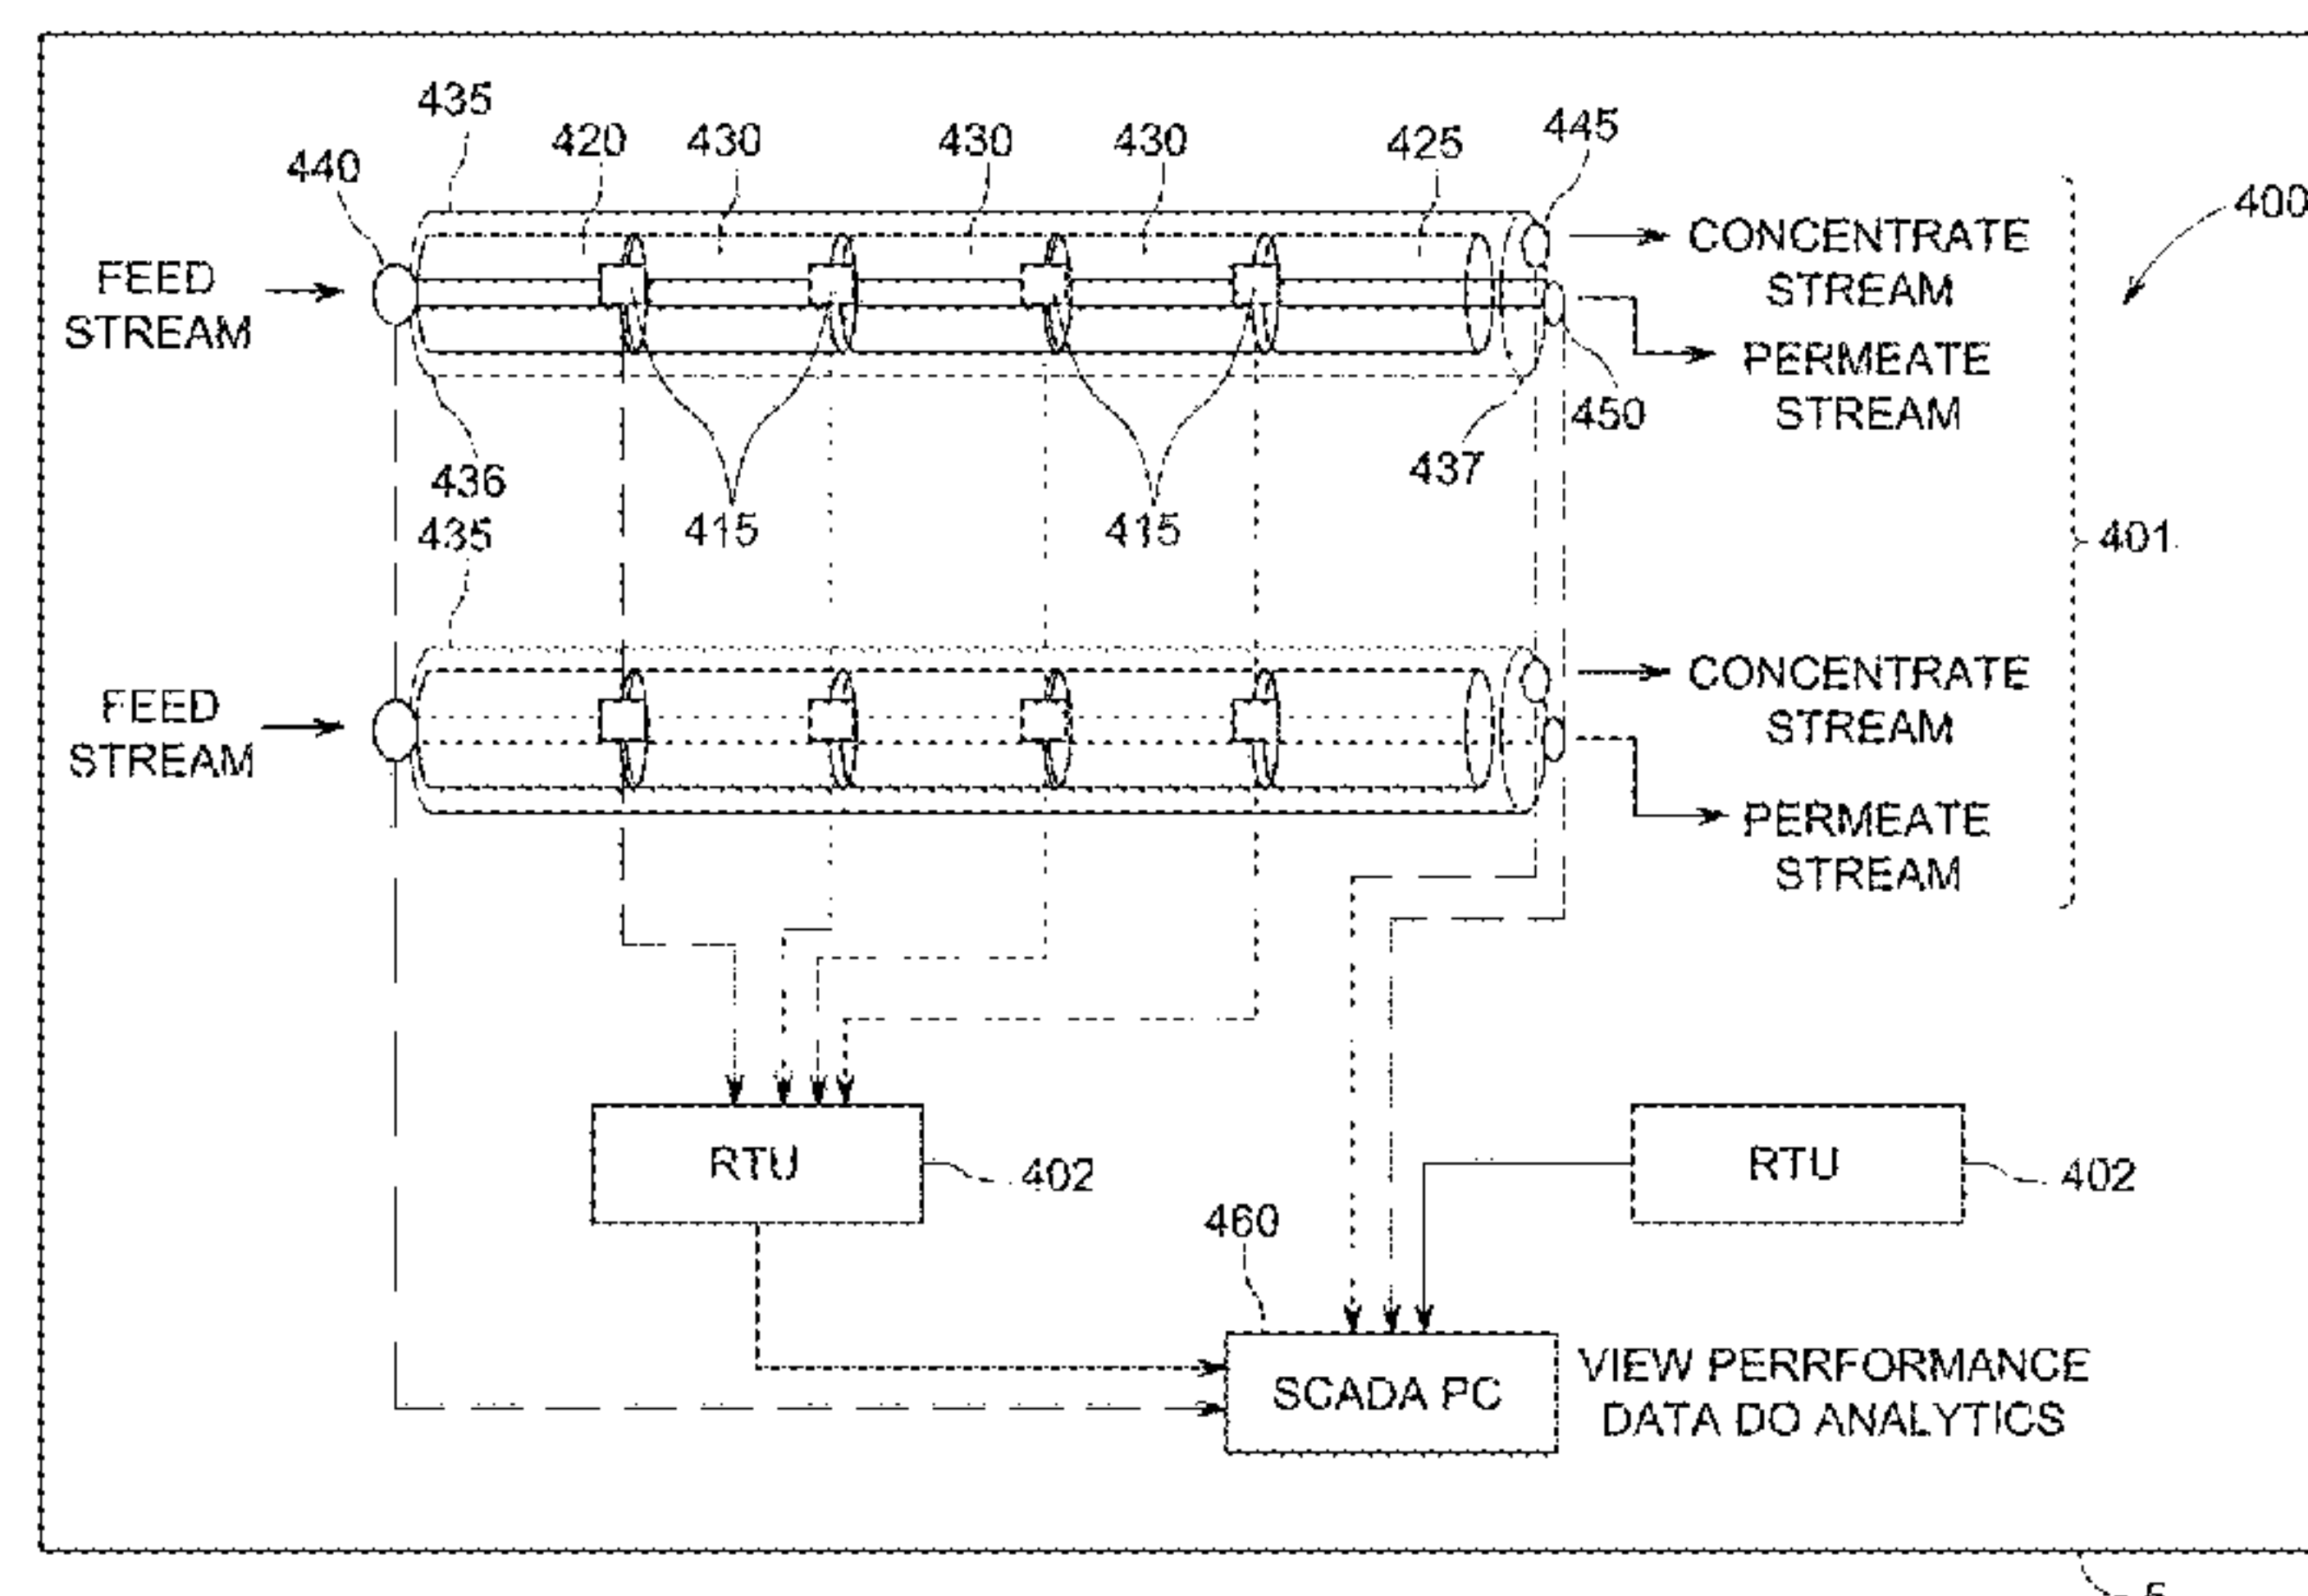 435
440
420
430
430
430
425
445
400
FEED
STREAM
CONCENTRATE
STREAM
PERMEATE
STREAM
450
437
436
415
415
435
401
FEED
STREAM
CONCENTRATE
STREAM
PERMEATE
STREAM
RTU
402
RTU
402
460
SCADA PC
VIEW PERRFORMANCE
DATA DO ANALYTICS